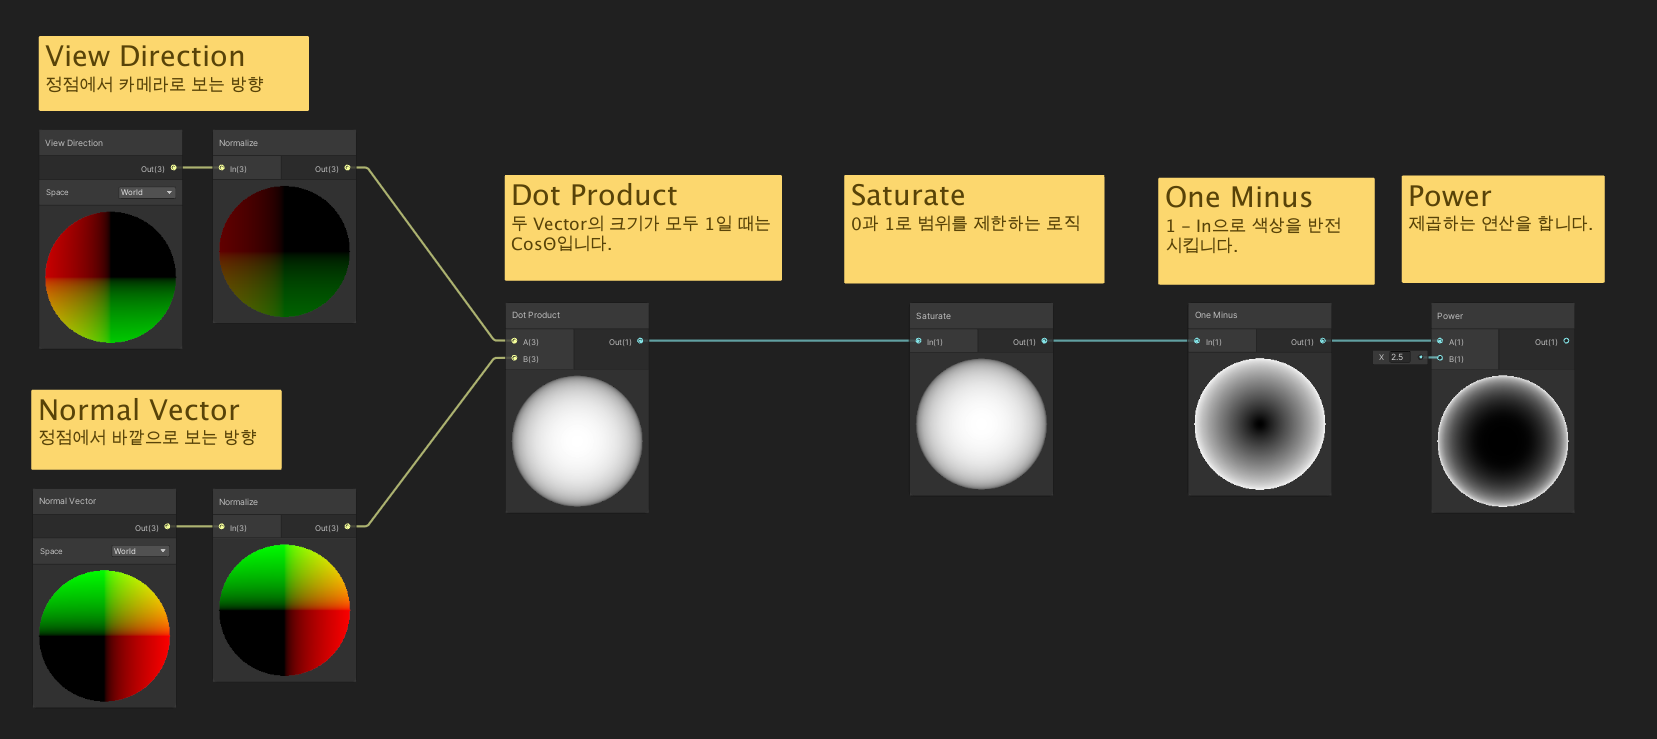 View Direction
정점에서 카메라로 보는 방향
View Direction
Out(3)
Space World
Normalize
In(3) Out(3)
Normal Vector
정점에서 바깥으로 보는 방향
Normal Vector
Out(3)
Space World
Normalize
In(3) Out(3)
Dot Product
두 Vector의 크기가 모두 1일 때는
CosΘ입니다.
Dot Product
A(3) Out(1)
B(3)
Saturate
0과 1로 범위를 제한하는 로직
Saturate
In(1) Out(1)
One Minus
1 - In으로 색상을 반전
시킵니다.
One Minus
In(1) Out(1)
Power
제곱하는 연산을 합니다.
Power
A(1) Out(1)
X 2.5 B(1)